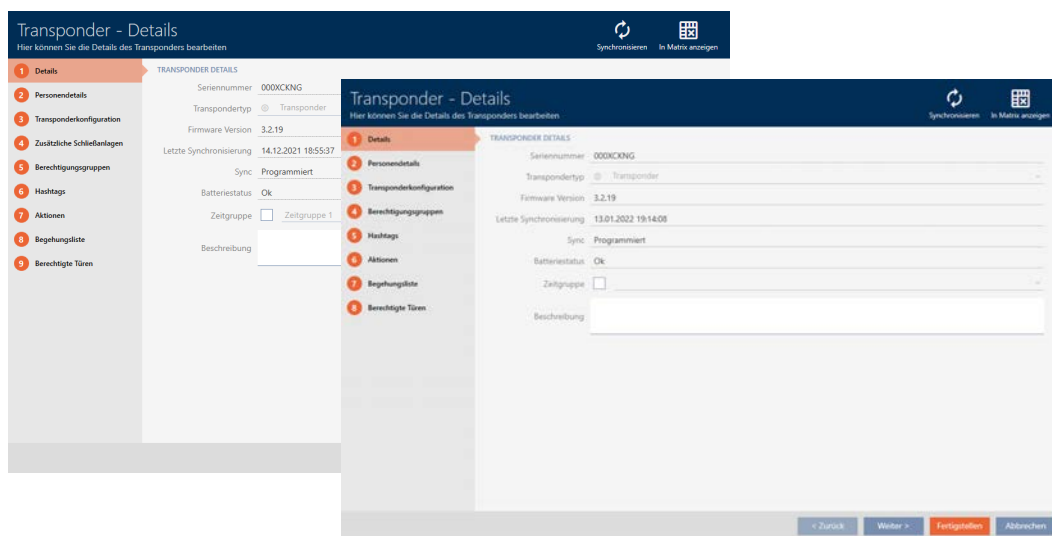 Transponder - Details
Hier können Sie die Details des Transponders bearbeiten
Synchronisieren
In Matrix anzeigen
1 Details
2 Personendetails
3 Transponderkonfiguration
4 Zusätzliche Schließanlagen
5 Berechtigungsgruppen
6 Hashtags
7 Aktionen
8 Begehungsliste
9 Berechtigte Türen
TRANSPONDER DETAILS
Seriennummer 000XCKNG
Transpondertyp Transponder
Firmware Version 3.2.19
Letzte Synchronisierung 14.12.2021 18:55:37
Sync Programmiert
Batteriestatus Ok
Zeitgruppe Zeitgruppe 1
Beschreibung
Transponder - Details
Hier können Sie die Details des Transponders bearbeiten
Synchronisieren
In Matrix anzeigen
1 Details
2 Personendetails
3 Transponderkonfiguration
4 Berechtigungsgruppen
5 Hashtags
6 Aktionen
7 Begehungsliste
8 Berechtigte Türen
TRANSPONDER DETAILS
Seriennummer 000XCKNG
Transpondertyp Transponder
Firmware Version 3.2.19
Letzte Synchronisierung 13.01.2022 19:14:08
Sync Programmiert
Batteriestatus Ok
Zeitgruppe
Beschreibung
< Zurück
Weiter >
Fertigstellen
Abbrechen